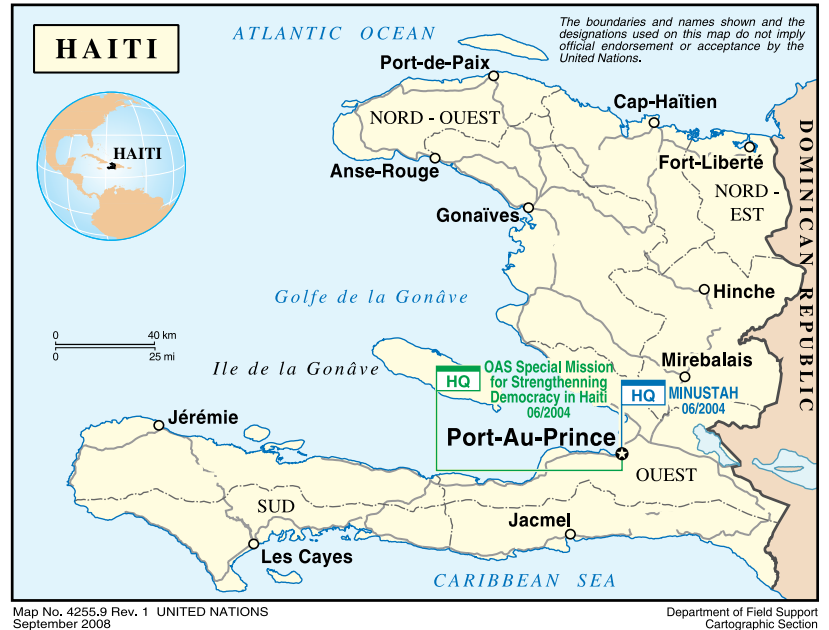 HAITI
ATLANTIC OCEAN
The boundaries and names shown and the
designations used on this map do not imply
official endorsement or acceptance by the
United Nations.
Port-de-Paix
Cap-Haïtien
NORD - OUEST
HAITI
Anse-Rouge
Fort-Liberté
NORD -
EST
DOMINICAN REPUBLIC
Gonaïves
Golfe de la Gonâve
Hinche
0 40 km
0 25 mi
Ile de la Gonâve
Mirebalais
HQ
OAS Special Mission
for Strengthenning
Democracy in Haiti
06/2004
HQ
MINUSTAH
06/2004
Jérémie
Port-Au-Prince
OUEST
SUD
Jacmel
Les Cayes
CARIBBEAN SEA
Map No. 4255.9 Rev. 1 UNITED NATIONS
September 2008
Department of Field Support
Cartographic Section